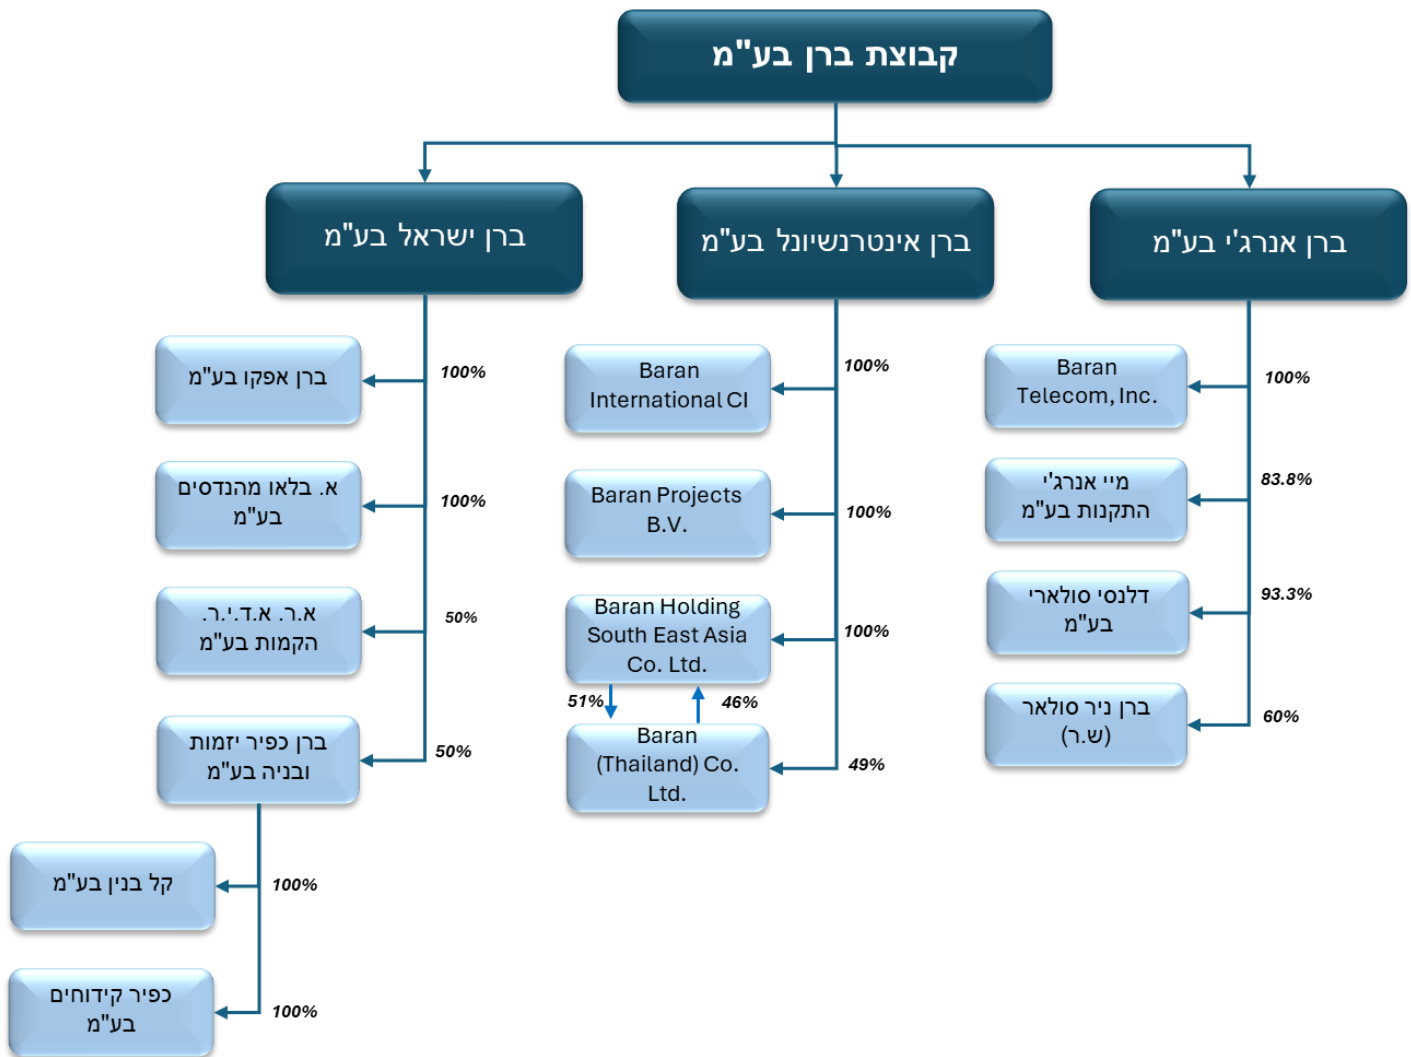 קבוצת ברן בע"מ
ברן ישראל בע"מ
ברן אינטרנשיונל בע"מ
ברן אנרג'י בע"מ
ברן אפקו בע"מ
100%
א. בלאו מהנדסים
בע"מ
100%
א.ר. א.ד.י.ר.
הקמות בע"מ
50%
ברן כפיר יזמות
ובניה בע"מ
50%
קל בנין בע"מ
100%
כפיר קידוחים
בע"מ
100%
Baran
International CI
100%
Baran Projects
B.V.
100%
Baran Holding
South East Asia
Co. Ltd.
100%
51%
46%
Baran
(Thailand) Co.
Ltd.
49%
Baran
Telecom, Inc.
100%
מיי אנרג'י
התקנות בע"מ
83.8%
דלנסי סולארי
בע"מ
93.3%
ברן ניר סולאר
(ש.ר)
60%